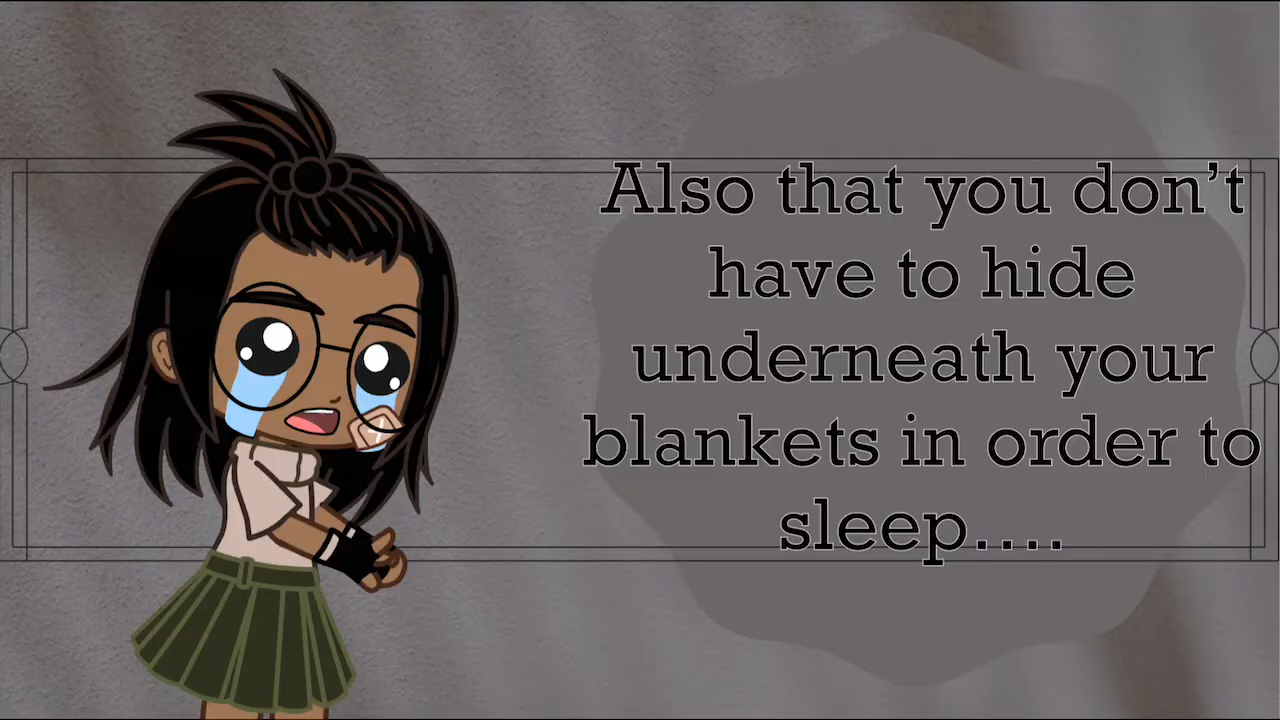 Also that you don’t
have to hide
underneath your
blankets in order to
sleep....